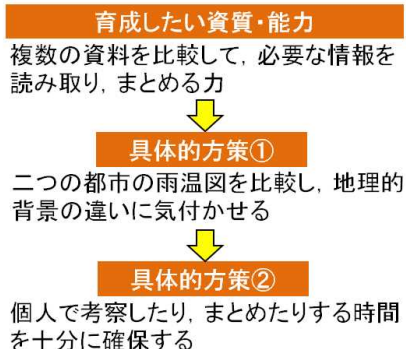 育成したい資質・能力
複数の資料を比較して, 必要な情報を
読み取り, まとめる力
具体的方策①
二つの都市の雨温図を比較し, 地理的
背景の違いに気付かせる
具体的方策②
個人で考察したり, まとめたりする時間
を十分に確保する